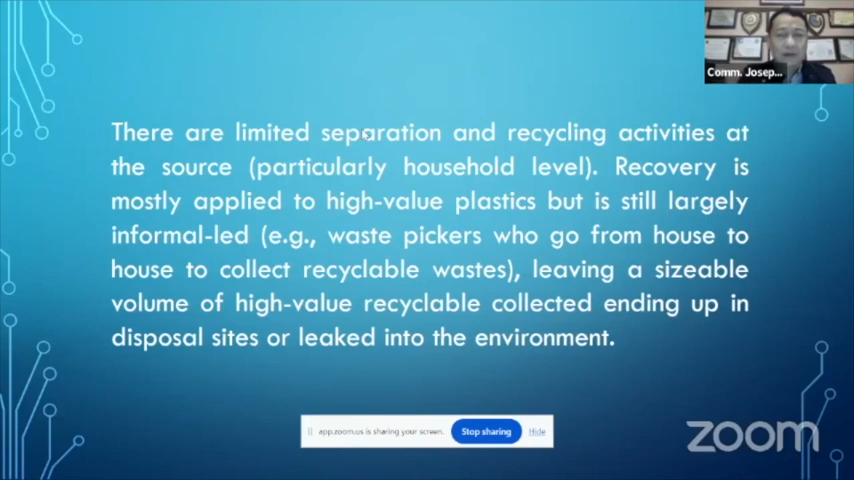 Comm. Josep...
There are limited separation and recycling activities at
the source (particularly household level). Recovery is
mostly applied to high-value plastics but is still largely
informal-led (e.g., waste pickers who go from house to
house to collect recyclable wastes), leaving a sizeable
volume of high-value recyclable collected ending up in
disposal sites or leaked into the environment.
app.zoom.us is sharing your screen. Stop sharing Hide
zoom